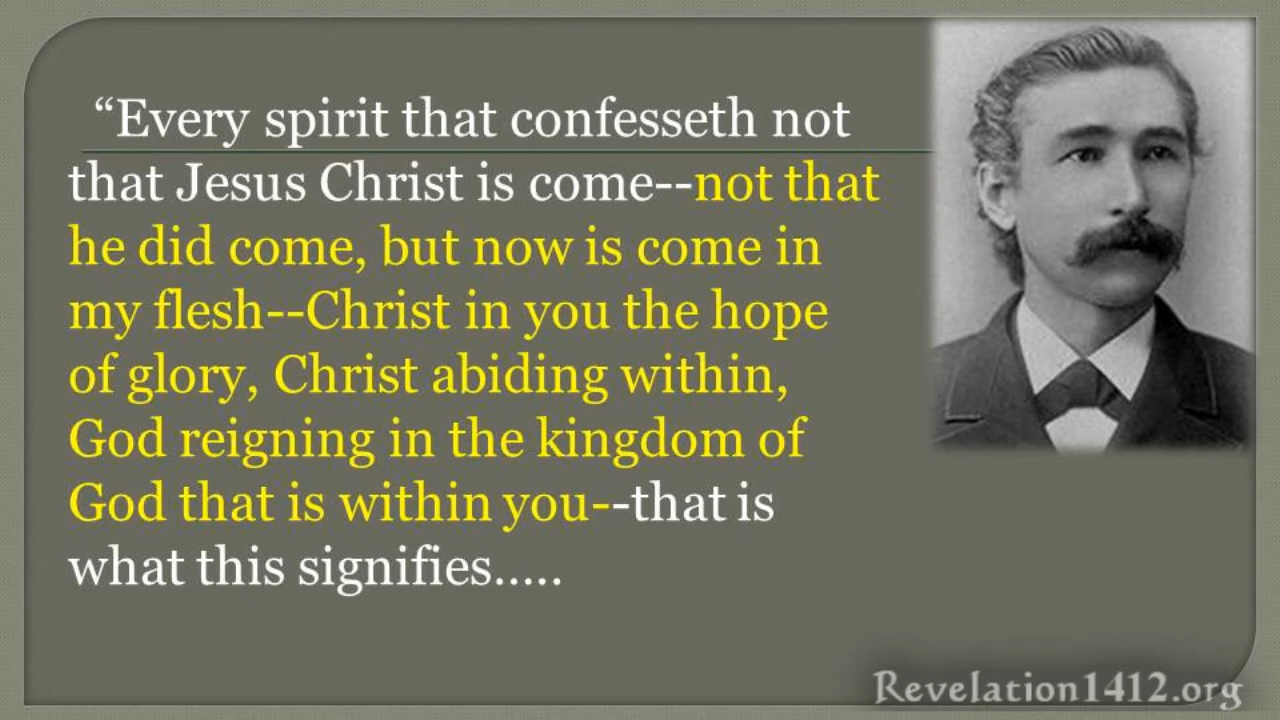 “Every spirit that confesseth not
that Jesus Christ is come--not that
he did come, but now is come in
my flesh--Christ in you the hope
of glory, Christ abiding within,
God reigning in the kingdom of
God that is within you--that is
what this signifies.....
Revelation1412.org